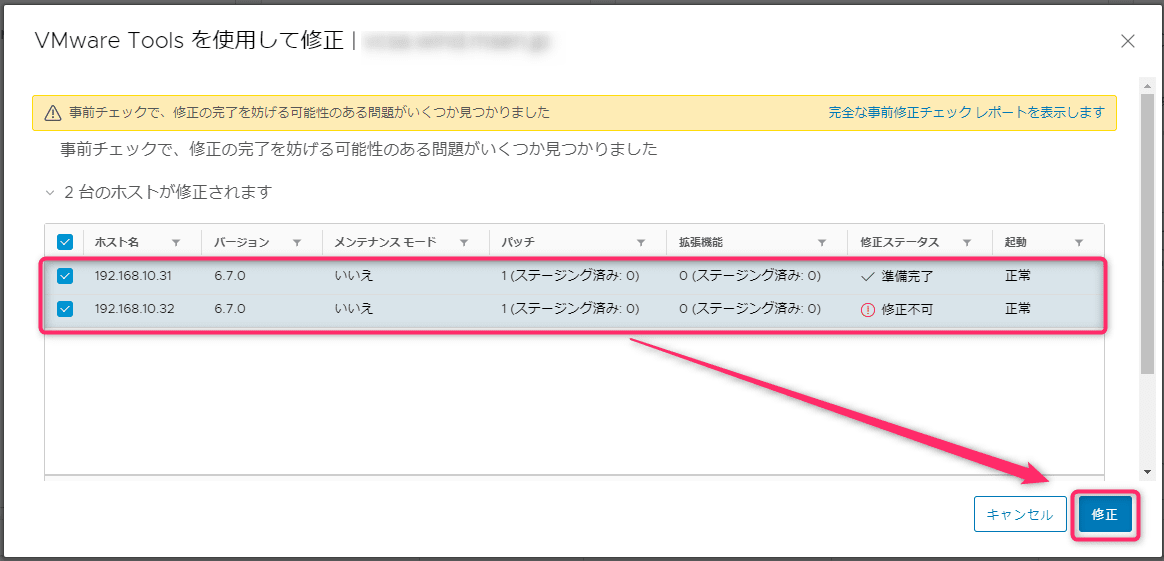 VMware Tools を使用して修正 |
事前チェックで、修正の完了を妨げる可能性のある問題がいくつか見つかりました 完全な事前修正チェック レポートを表示します
事前チェックで、修正の完了を妨げる可能性のある問題がいくつか見つかりました
2 台のホストが修正されます
ホスト名 バージョン メンテナンス モード パッチ 拡張機能 修正ステータス 起動
192.168.10.31 6.7.0 いいえ 1 (ステージング済み: 0) 0 (ステージング済み: 0) 準備完了 正常
192.168.10.32 6.7.0 いいえ 1 (ステージング済み: 0) 0 (ステージング済み: 0) 修正不可 正常
キャンセル 修正